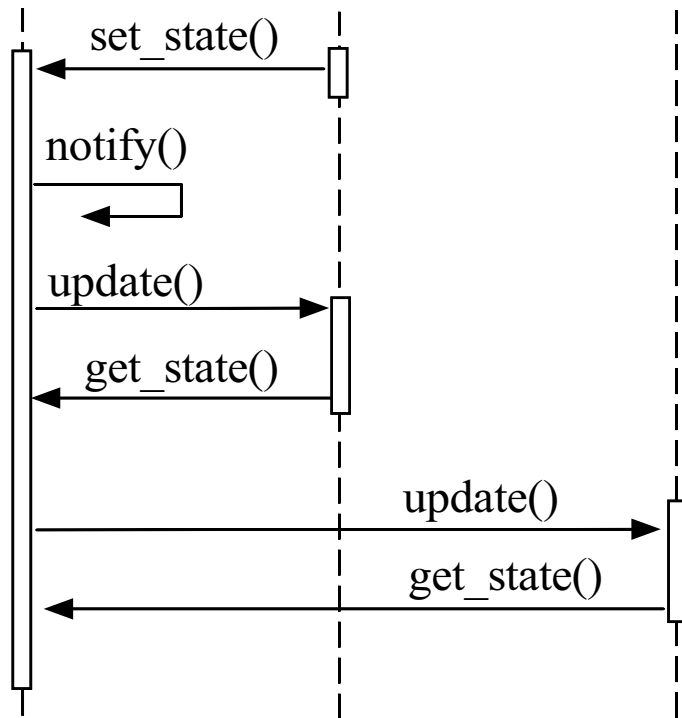 set_state()
notify()
update()
get_state()
update()
get_state()